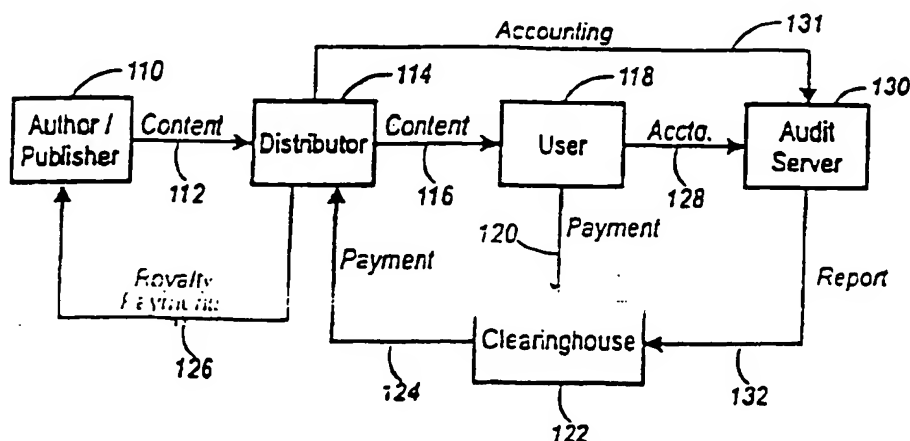 Accounting
131
110
114
118
130
Author /
Publisher
Content
Distributor
Content
User
Accta.
Audit
Server
112
116
128
120
Payment
Payment
Royalty
Report
Clearinghouse
126
124
132
122